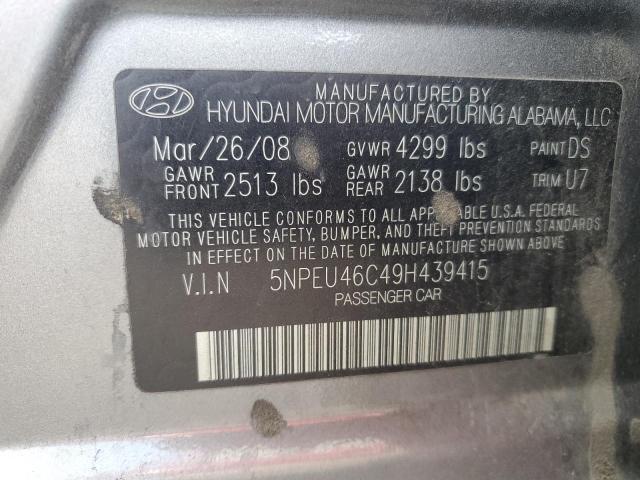 MANUFACTURED BY
HYUNDAI MOTOR MANUFACTURING ALABAMA, LLC
Mar/26/08 GVWR 4299 lbs PAINT DS
GAWR FRONT 2513 lbs GAWR REAR 2138 lbs TRIM U7
THIS VEHICLE CONFORMS TO ALL APPLICABLE U.S.A. FEDERAL
MOTOR VEHICLE SAFETY, BUMPER, AND THEFT PREVENTION STANDARDS
IN EFFECT ON THE DATE OF MANUFACTURE SHOWN ABOVE.
V.I.N 5NPEU46C49H439415
PASSENGER CAR